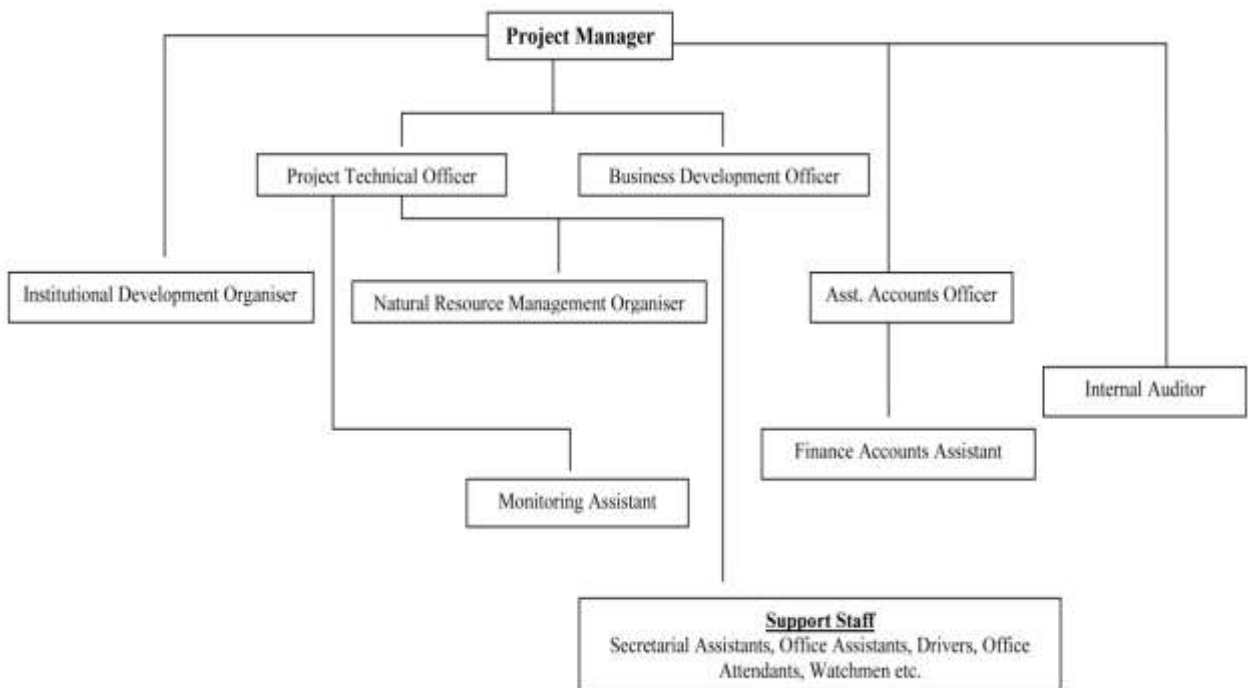 Project Manager
Project Technical Officer
Business Development Officer
Institutional Development Organiser
Natural Resource Management Organiser
Asst. Accounts Officer
Internal Auditor
Finance Accounts Assistant
Monitoring Assistant
Support Staff
Secretarial Assistants, Office Assistants, Drivers, Office
Attendants, Watchmen etc.